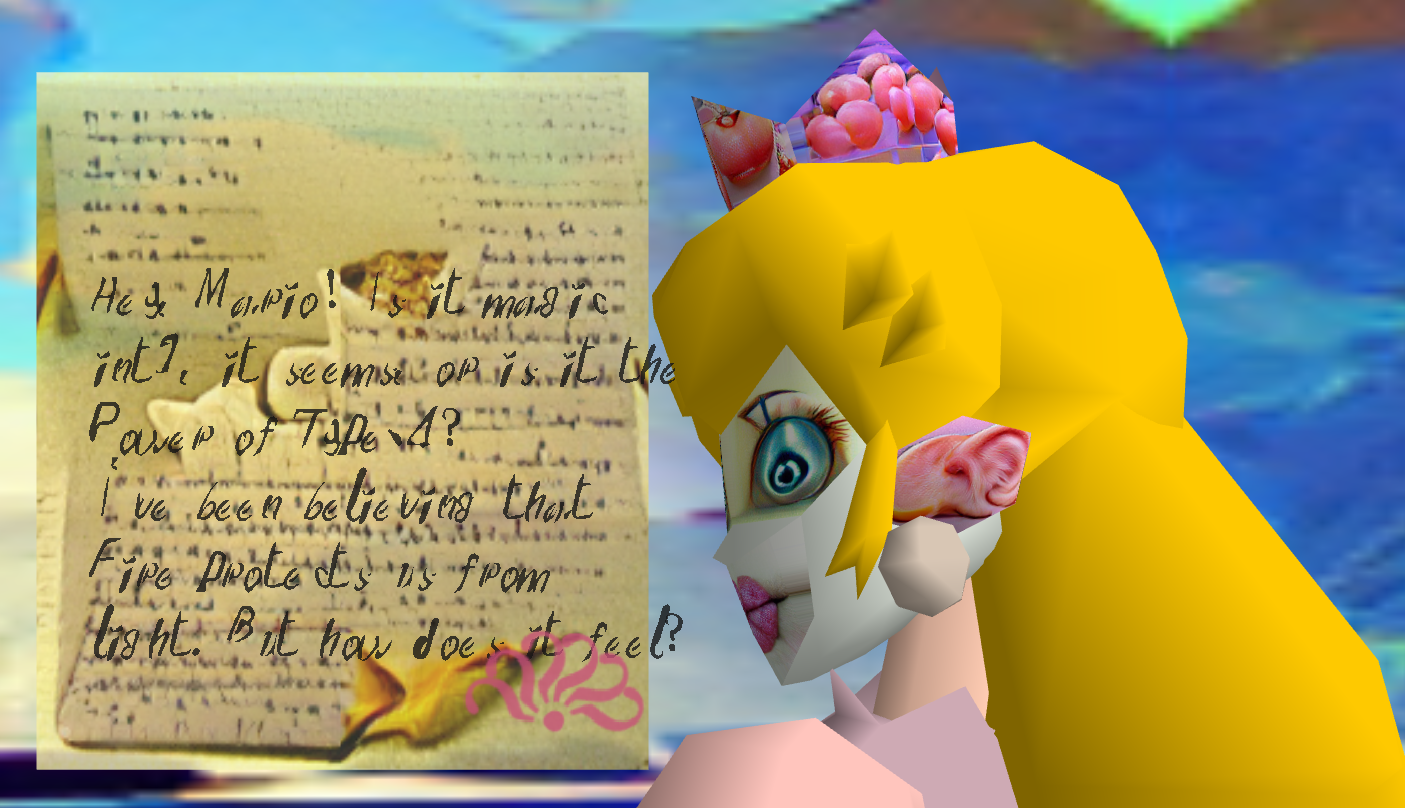 Hey Mario! Is it magic
int?, it seems: or is it the
Power of Type A?
I've been believing that
Fire protects us from
light. But how does it feel?